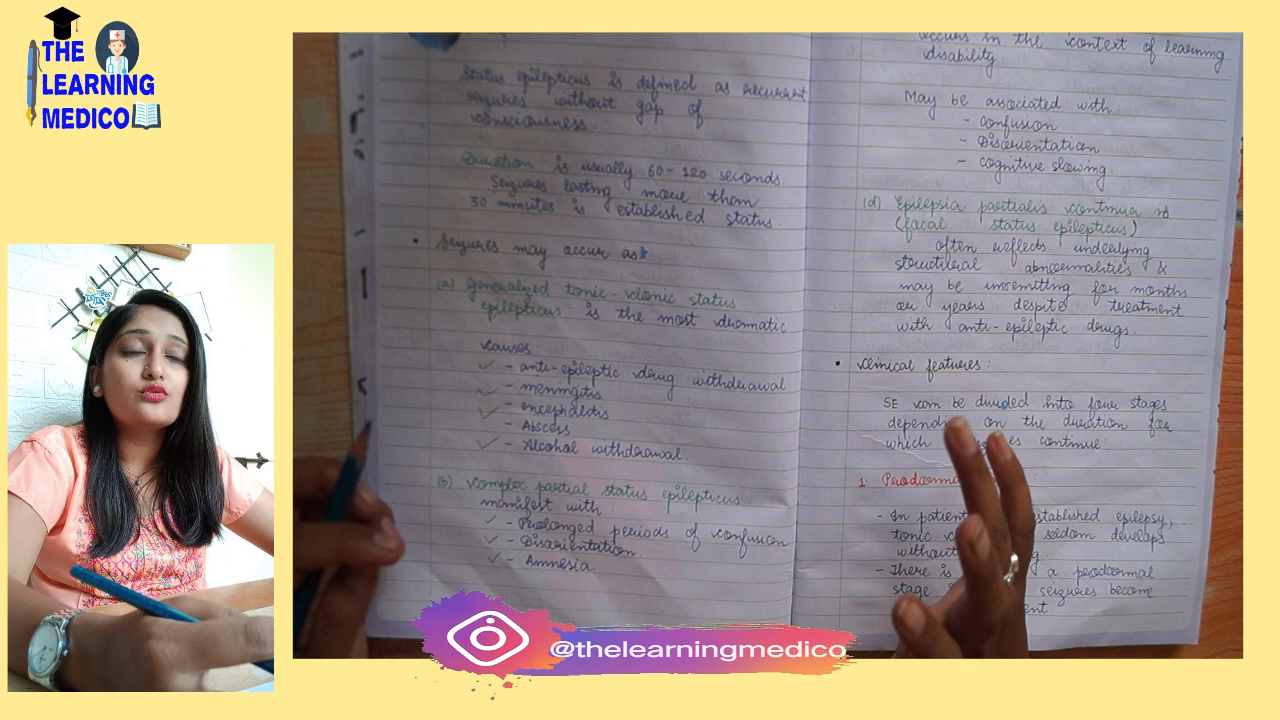 THE
LEARNING
MEDICO
Status epilepticus is defined as recurrent
seizures without gap of
consciousness.
Duration is usually 60-120 seconds.
Seizures lasting more than
30 minutes is established status.
• Seizures may occur as
(a) Generalized tonic-clonic status
epilepticus is the most dramatic
causes:
- anti-epileptic drug withdrawal
- meningitis
- encephalitis
- Abscess
- Alcohol withdrawal.
(b) Complex partial status epilepticus
manifest with:
- Prolonged periods of confusion
- Disorientation.
- Amnesia.
occurs in the context of learning
disability
May be associated with
- confusion
- Disorientation
- cognitive slowing.
(d) Epilepsia partialis continua is
(focal status epilepticus)
often reflects underlying
structural abnormalities &
may be unremitting for months
or years despite treatment
with anti-epileptic drugs.
• Clinical features:
SE can be divided into four stages
on the duration for
which continue:
1.
- In established epilepsy,
seldom develops
without
- There is a prodormal
stage seizures become
@thelearningmedico